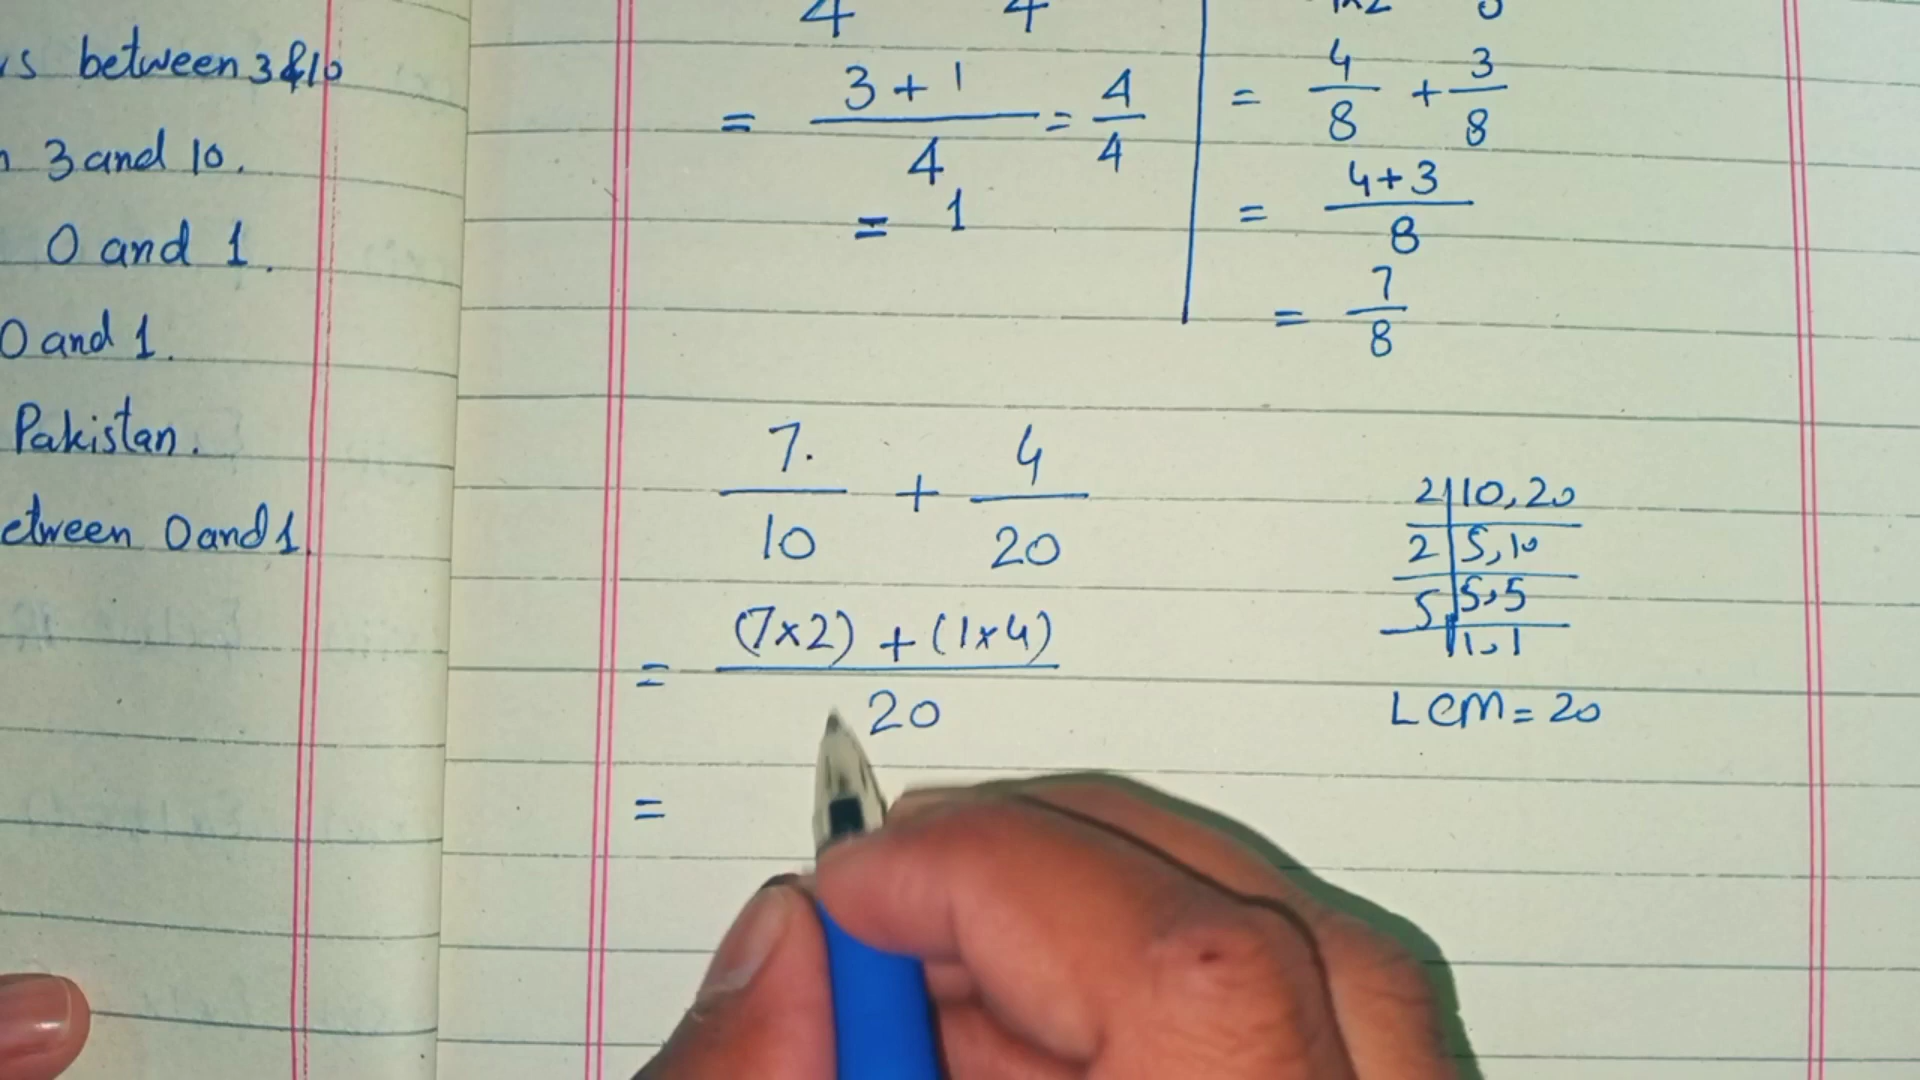 between 3 & 10
3 and 10.
0 and 1.
0 and 1.
Pakistan.
etween 0 and 1
4 4
= 3 + 1 / 4 = 4 / 4
= 1
= 4 / 8 + 3 / 8
= 4 + 3 / 8
= 7 / 8
7. / 10 + 4 / 20
= (7 x 2) + (1 x 4) / 20
=
2 | 10, 20
2 | 5, 10
5 | 5, 5
1, 1
LCM = 20